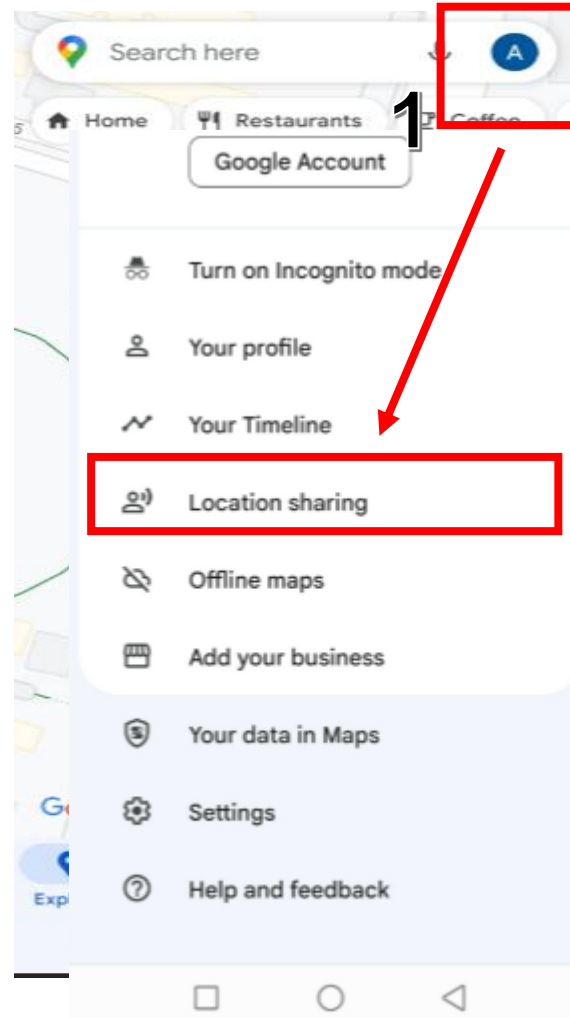 Search here
A
Home
Restaurants
Coffee
1
Google Account
Turn on Incognito mode
Your profile
Your Timeline
Location sharing
Offline maps
Add your business
Your data in Maps
Settings
Help and feedback